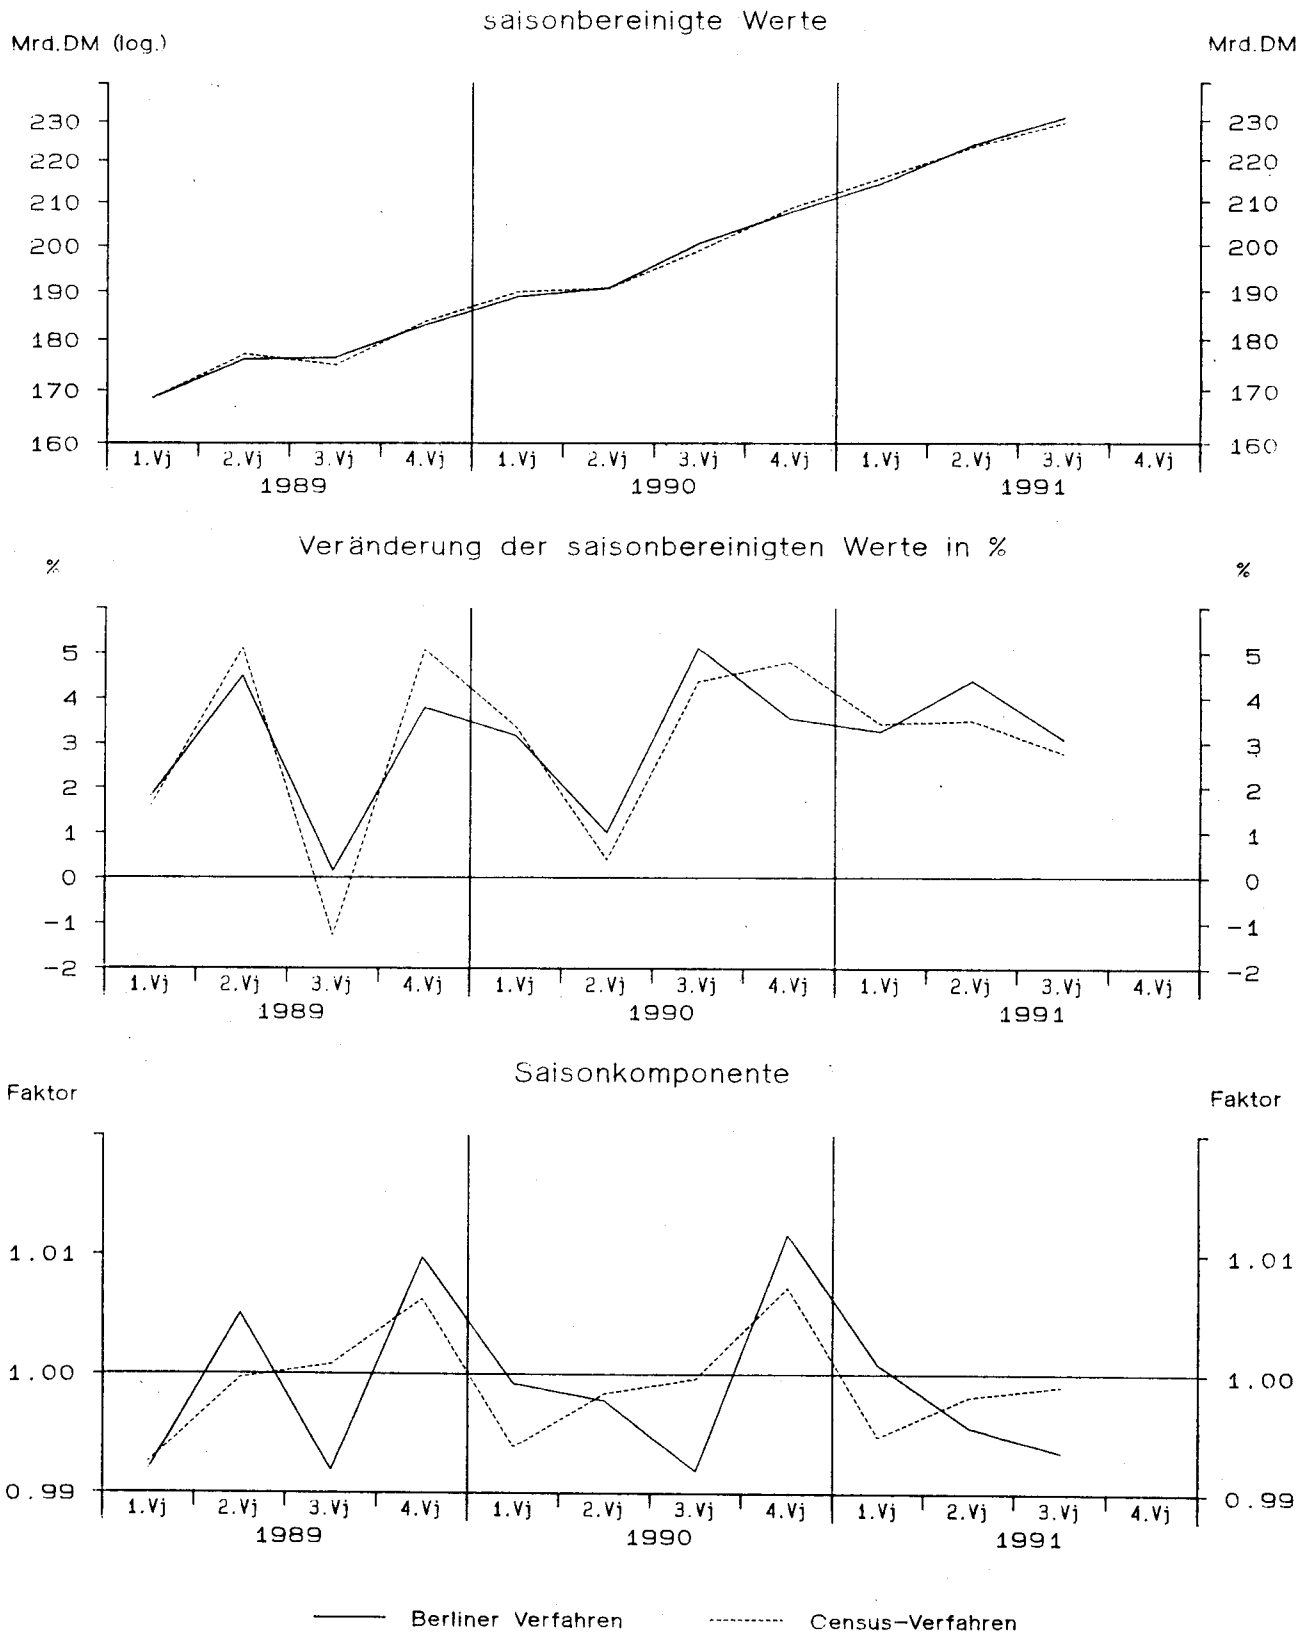 saisonbereinigte Werte
Mrd.DM (log.) Mrd.DM
230 230
220 220
210 210
200 200
190 190
180 180
170 170
160 160
1.Vj 2.Vj 3.Vj 4.Vj 1.Vj 2.Vj 3.Vj 4.Vj 1.Vj 2.Vj 3.Vj 4.Vj
1989 1990 1991
Veränderung der saisonbereinigten Werte in %
% %
5 5
4 4
3 3
2 2
1 1
0 0
-1 -1
-2 -2
1.Vj 2.Vj 3.Vj 4.Vj 1.Vj 2.Vj 3.Vj 4.Vj 1.Vj 2.Vj 3.Vj 4.Vj
1989 1990 1991
Saisonkomponente
Faktor Faktor
1.01 1.01
1.00 1.00
0.99 0.99
1.Vj 2.Vj 3.Vj 4.Vj 1.Vj 2.Vj 3.Vj 4.Vj 1.Vj 2.Vj 3.Vj 4.Vj
1989 1990 1991
Berliner Verfahren Census-Verfahren